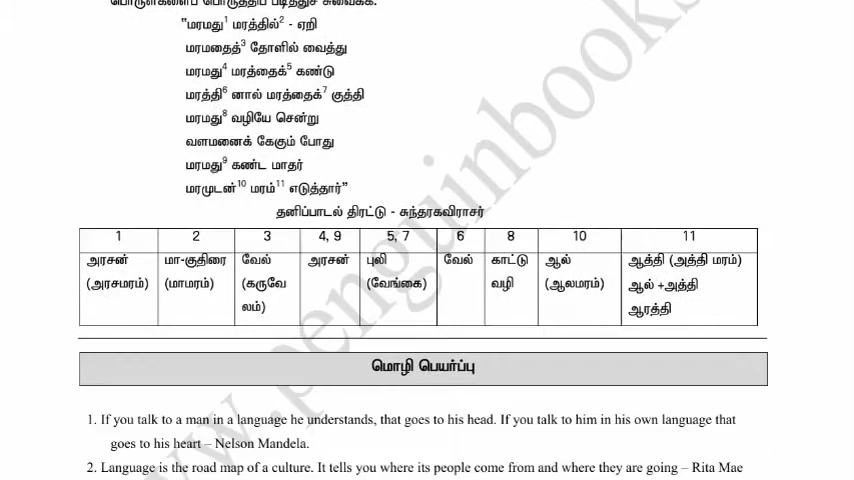 பொருள்களைப் பொருத்திப் படித்துச் சுவைக்க.
"மரமது¹ மரத்தில்² - ஏறி
மரமதைத்³ தோளில் வைத்து
மரமது⁴ மரத்தைக்⁵ கண்டு
மரத்தி⁶ னால் மரத்தைக்⁷ குத்தி
மரமது⁸ வழியே சென்று
வளமனைக் கேகும் போது
மரமது⁹ கண்ட மாதர்
மரமுடன்¹⁰ மரம்¹¹ எடுத்தார்"
தனிப்பாடல் திரட்டு - சுந்தரகவிராசர்
1 2 3 4, 9 5, 7 6 8 10 11
அரசன் மா-குதிரை வேல் அரசன் புலி வேல் காட்டு ஆல் ஆத்தி (அத்தி மரம்)
(அரசமரம்) (மாமரம்) (கருவே (வேங்கை) வழி (ஆலமரம்) ஆல் +அத்தி
லம்) ஆரத்தி
மொழி பெயர்ப்பு
1. If you talk to a man in a language he understands, that goes to his head. If you talk to him in his own language that
goes to his heart – Nelson Mandela.
2. Language is the road map of a culture. It tells you where its people come from and where they are going – Rita Mae
www.penguinbooks